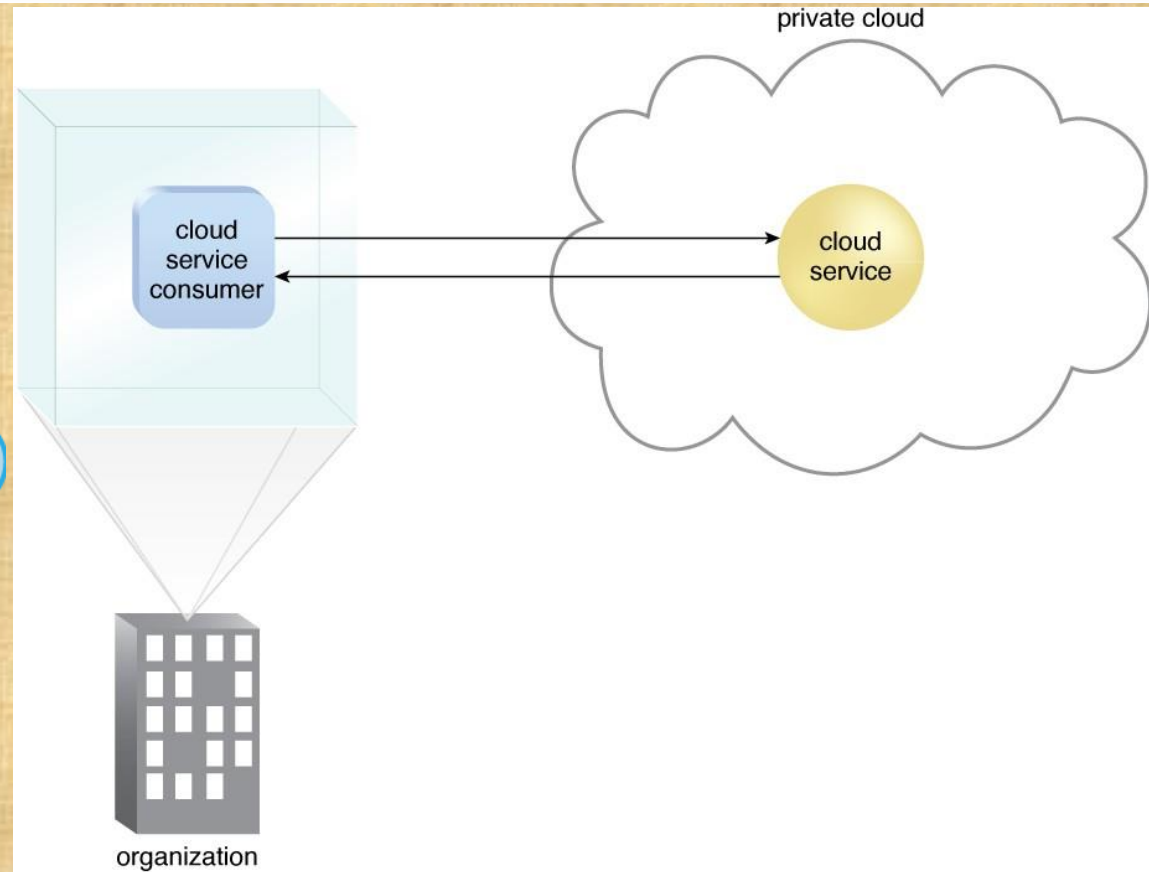 private cloud
cloud
service
consumer
cloud
service
organization